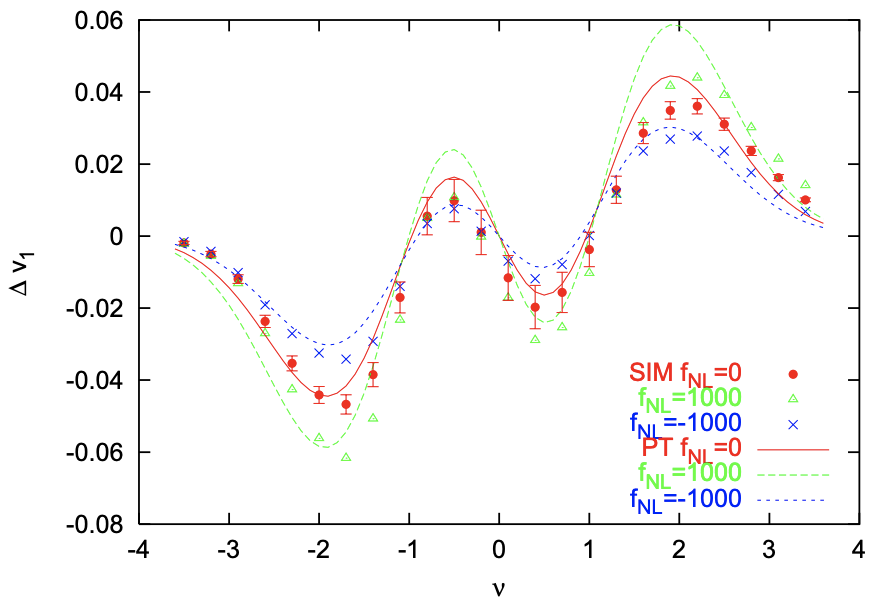 0.06
0.04
0.02
0
-0.02
-0.04
-0.06
-0.08
-4 -3 -2 -1 0 1 2 3 4
Δ v1
ν
SIM fNL=0
fNL=1000
fNL=-1000
PT fNL=0
fNL=1000
fNL=-1000